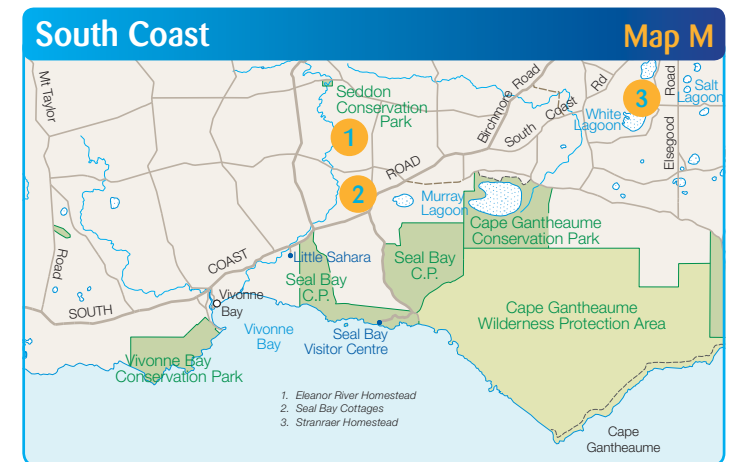 South Coast
Map M
Mt Taylor
Road
Seddon
Conservation
Park
1
2
3
Birchmore Road
South Coast Rd
White
Lagoon
Elsegood
Road
Salt
Lagoon
ROAD
Murray
Lagoon
Cape Gantheaume
Conservation Park
COAST
SOUTH
Little Sahara
Seal Bay
C.P.
Seal Bay
C.P.
Vivonne
Bay
Vivonne
Bay
Seal Bay
Visitor Centre
Cape Gantheaume
Wilderness Protection Area
Vivonne Bay
Conservation Park
1. Eleanor River Homestead
2. Seal Bay Cottages
3. Stranraer Homestead
Cape
Gantheaume